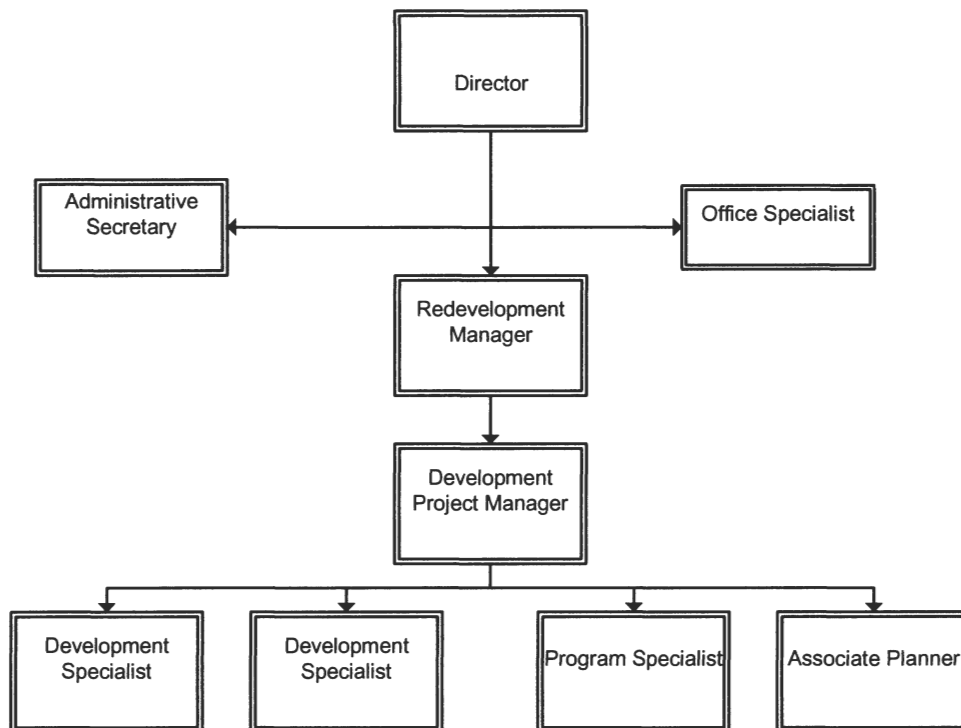 Director
Administrative
Secretary
Office Specialist
Redevelopment
Manager
Development
Project Manager
Development
Specialist
Development
Specialist
Program Specialist
Associate Planner